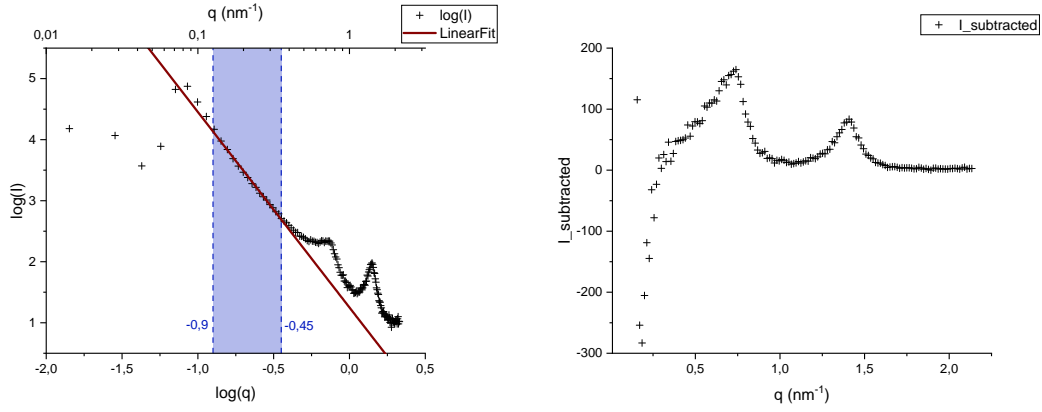 q (nm-1)
0,01 0,1 1
log(I)
LinearFit
5
4
3
2
1
log(I)
-0,9
-0,45
-2,0 -1,5 -1,0 -0,5 0,0 0,5
log(q)
I_subtracted
200
100
0
-100
-200
-300
I_subtracted
0,5 1,0 1,5 2,0
q (nm-1)